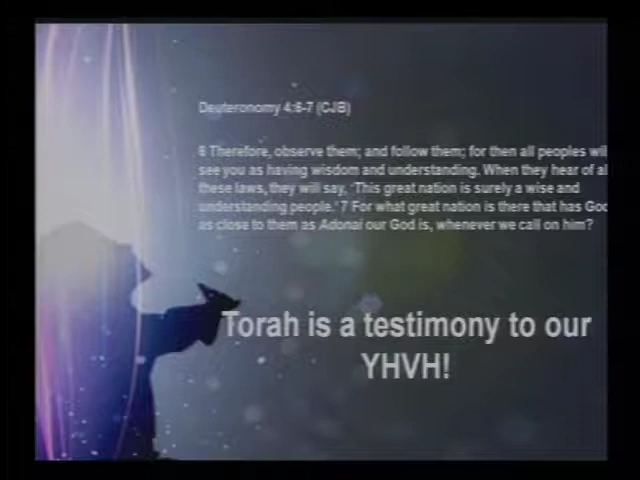 Deuteronomy 4:6-7 (CJB)
6 Therefore, observe them; and follow them; for then all peoples wil
see you as having wisdom and understanding. When they hear of al
these laws, they will say, 'This great nation is surely a wise and
understanding people.' 7 For what great nation is there that has God
as close to them as Adonai our God is, whenever we call on him?
Torah is a testimony to our
YHVH!